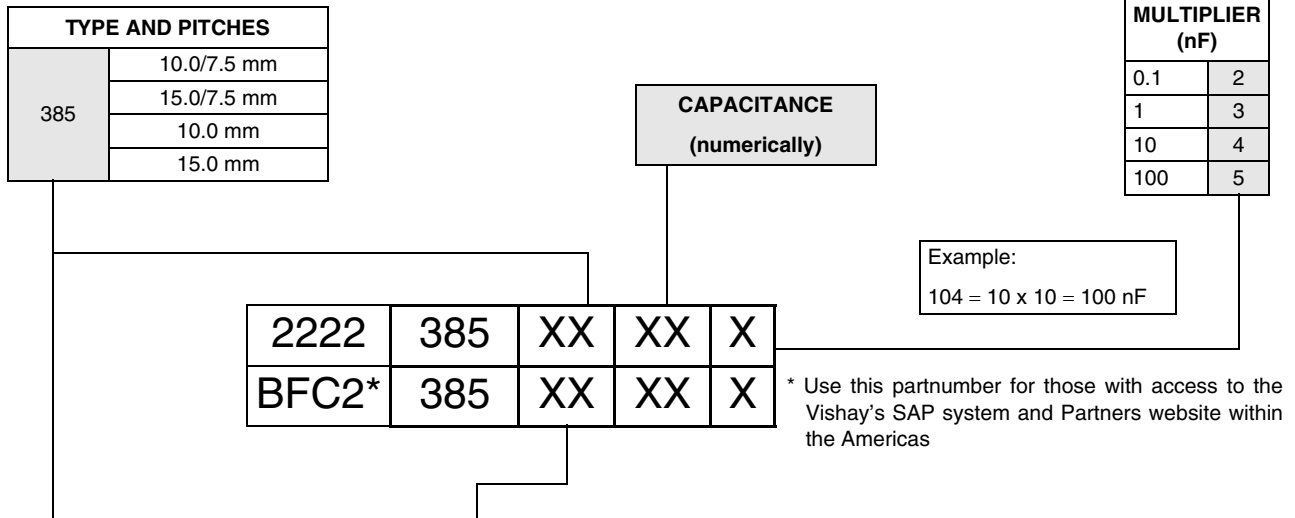 TYPE AND PITCHES
385
10.0/7.5 mm
15.0/7.5 mm
10.0 mm
15.0 mm
CAPACITANCE
(numerically)
MULTIPLIER
(nF)
0.1 2
1 3
10 4
100 5
Example:
104 = 10 x 10 = 100 nF
2222 385 XX XX X
BFC2* 385 XX XX X
* Use this partnumber for those with access to the
Vishay's SAP system and Partners website within
the Americas